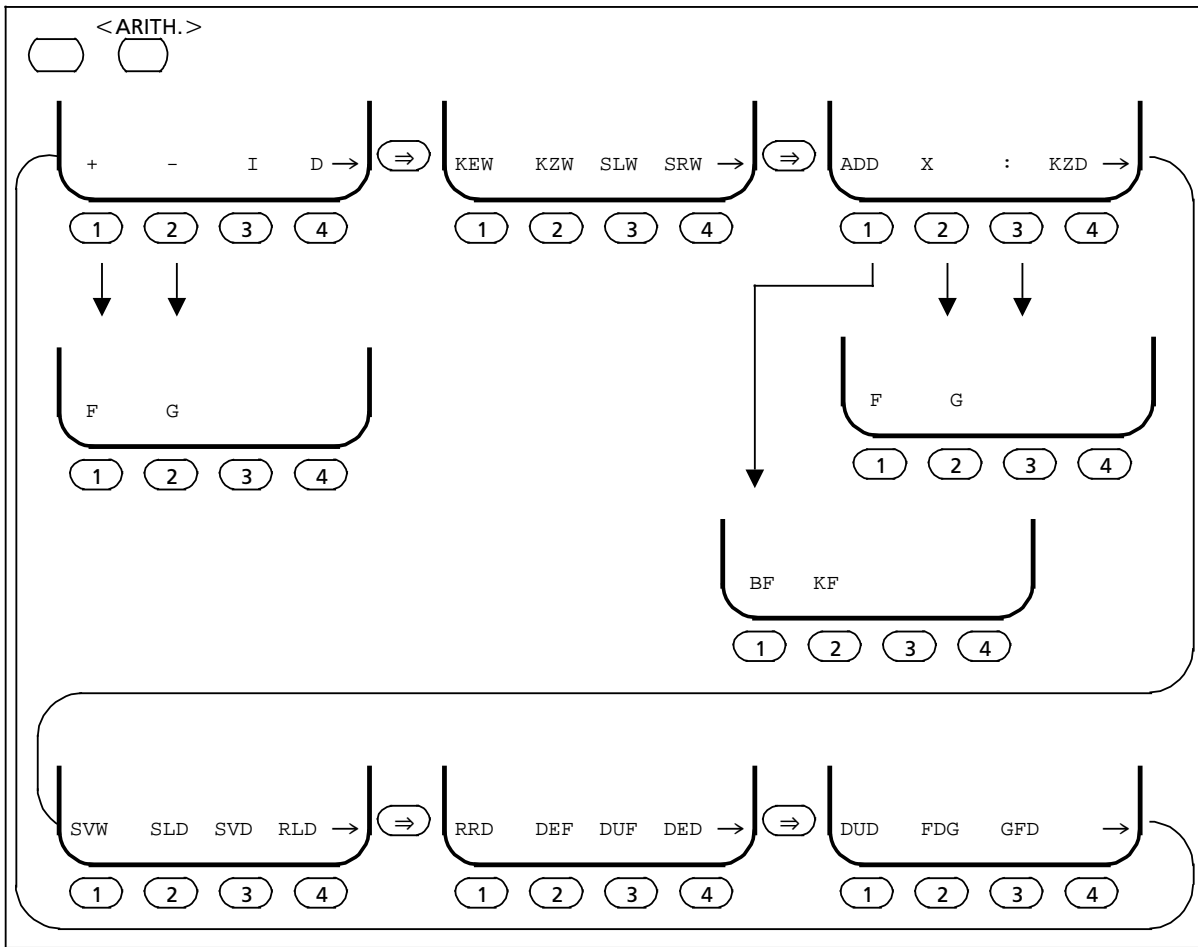 <ARITH.>
+ - I D → ⇒ KEW KZW SLW SRW → ⇒ ADD X : KZD →
1 2 3 4 1 2 3 4 1 2 3 4
F G F G
1 2 3 4 1 2 3 4
BF KF
1 2 3 4
SVW SLD SVD RLD → ⇒ RRD DEF DUF DED → ⇒ DUD FDG GFD →
1 2 3 4 1 2 3 4 1 2 3 4